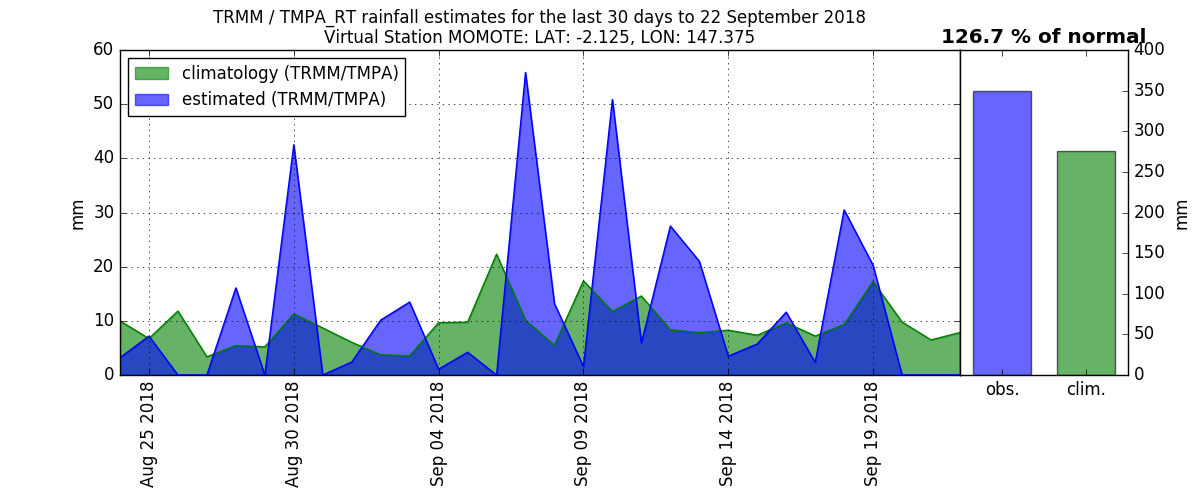 TRMM / TMPA_RT rainfall estimates for the last 30 days to 22 September 2018
Virtual Station MOMOTE: LAT: -2.125, LON: 147.375
126.7 % of normal
climatology (TRMM/TMPA)
estimated (TRMM/TMPA)
60
50
40
30
20
10
0
mm
Aug 25 2018
Aug 30 2018
Sep 04 2018
Sep 09 2018
Sep 14 2018
Sep 19 2018
400
350
300
250
200
150
100
50
0
mm
obs.
clim.